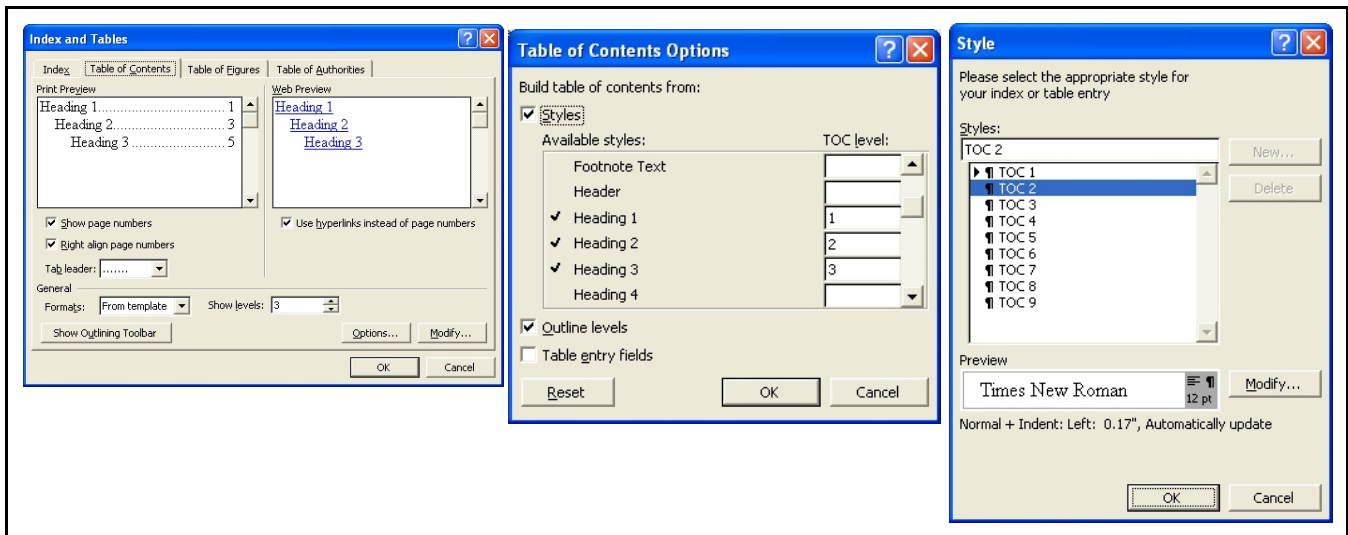 Index and Tables
Index Table of Contents Table of Figures Table of Authorities
Print Preview
Heading 1................................ 1
Heading 2........................... 3
Heading 3....................... 5
Web Preview
Heading 1
Heading 2
Heading 3
Show page numbers
Right align page numbers
Tab leader: .......
Use hyperlinks instead of page numbers
General
Formats: From template Show levels: 3
Show Outlining Toolbar Options... Modify...
OK Cancel
Table of Contents Options
Build table of contents from:
Styles
Available styles: TOC level:
Footnote Text
Header
Heading 1 1
Heading 2 2
Heading 3 3
Heading 4
Outline levels
Table entry fields
Reset OK Cancel
Style
Please select the appropriate style for
your index or table entry
Styles:
TOC 2
¶ TOC 1
¶ TOC 2
¶ TOC 3
¶ TOC 4
¶ TOC 5
¶ TOC 6
¶ TOC 7
¶ TOC 8
¶ TOC 9
New...
Delete
Preview
Times New Roman ¶
12 pt
Modify...
Normal + Indent: Left: 0.17", Automatically update
OK Cancel